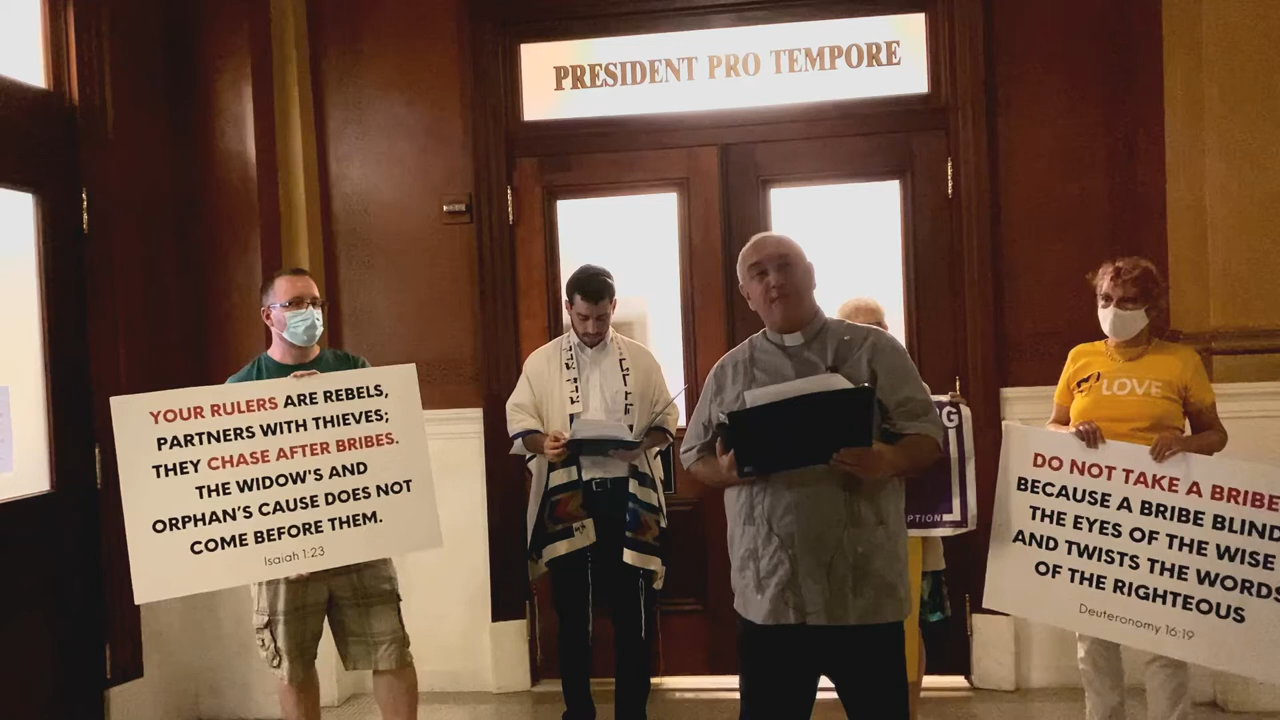 PRESIDENT PRO TEMPORE
YOUR RULERS ARE REBELS,
PARTNERS WITH THIEVES;
THEY CHASE AFTER BRIBES.
THE WIDOW'S AND
ORPHAN'S CAUSE DOES NOT
COME BEFORE THEM.
Isaiah 1:23
LOVE
G
PTION
DO NOT TAKE A BRIBE
BECAUSE A BRIBE BLIND
THE EYES OF THE WISE
AND TWISTS THE WORDS
OF THE RIGHTEOUS
Deuteronomy 16:19